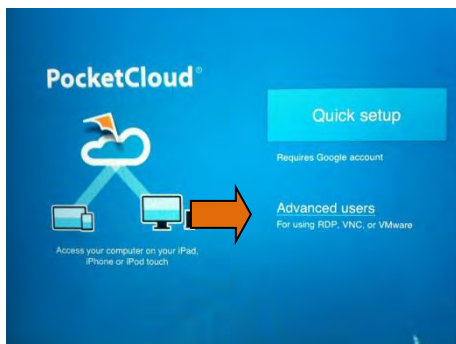 PocketCloud®
Access your computer on your iPad,
iPhone or iPod touch
Quick setup
Requires Google account
Advanced users
For using RDP, VNC, or VMware